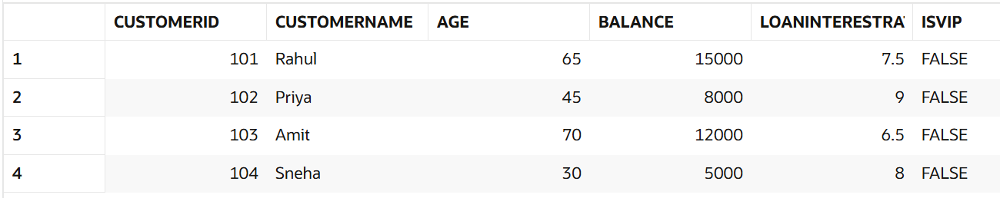 CUSTOMERID CUSTOMERNAME AGE BALANCE LOANINTERESTRA ISVIP
1 101 Rahul 65 15000 7.5 FALSE
2 102 Priya 45 8000 9 FALSE
3 103 Amit 70 12000 6.5 FALSE
4 104 Sneha 30 5000 8 FALSE